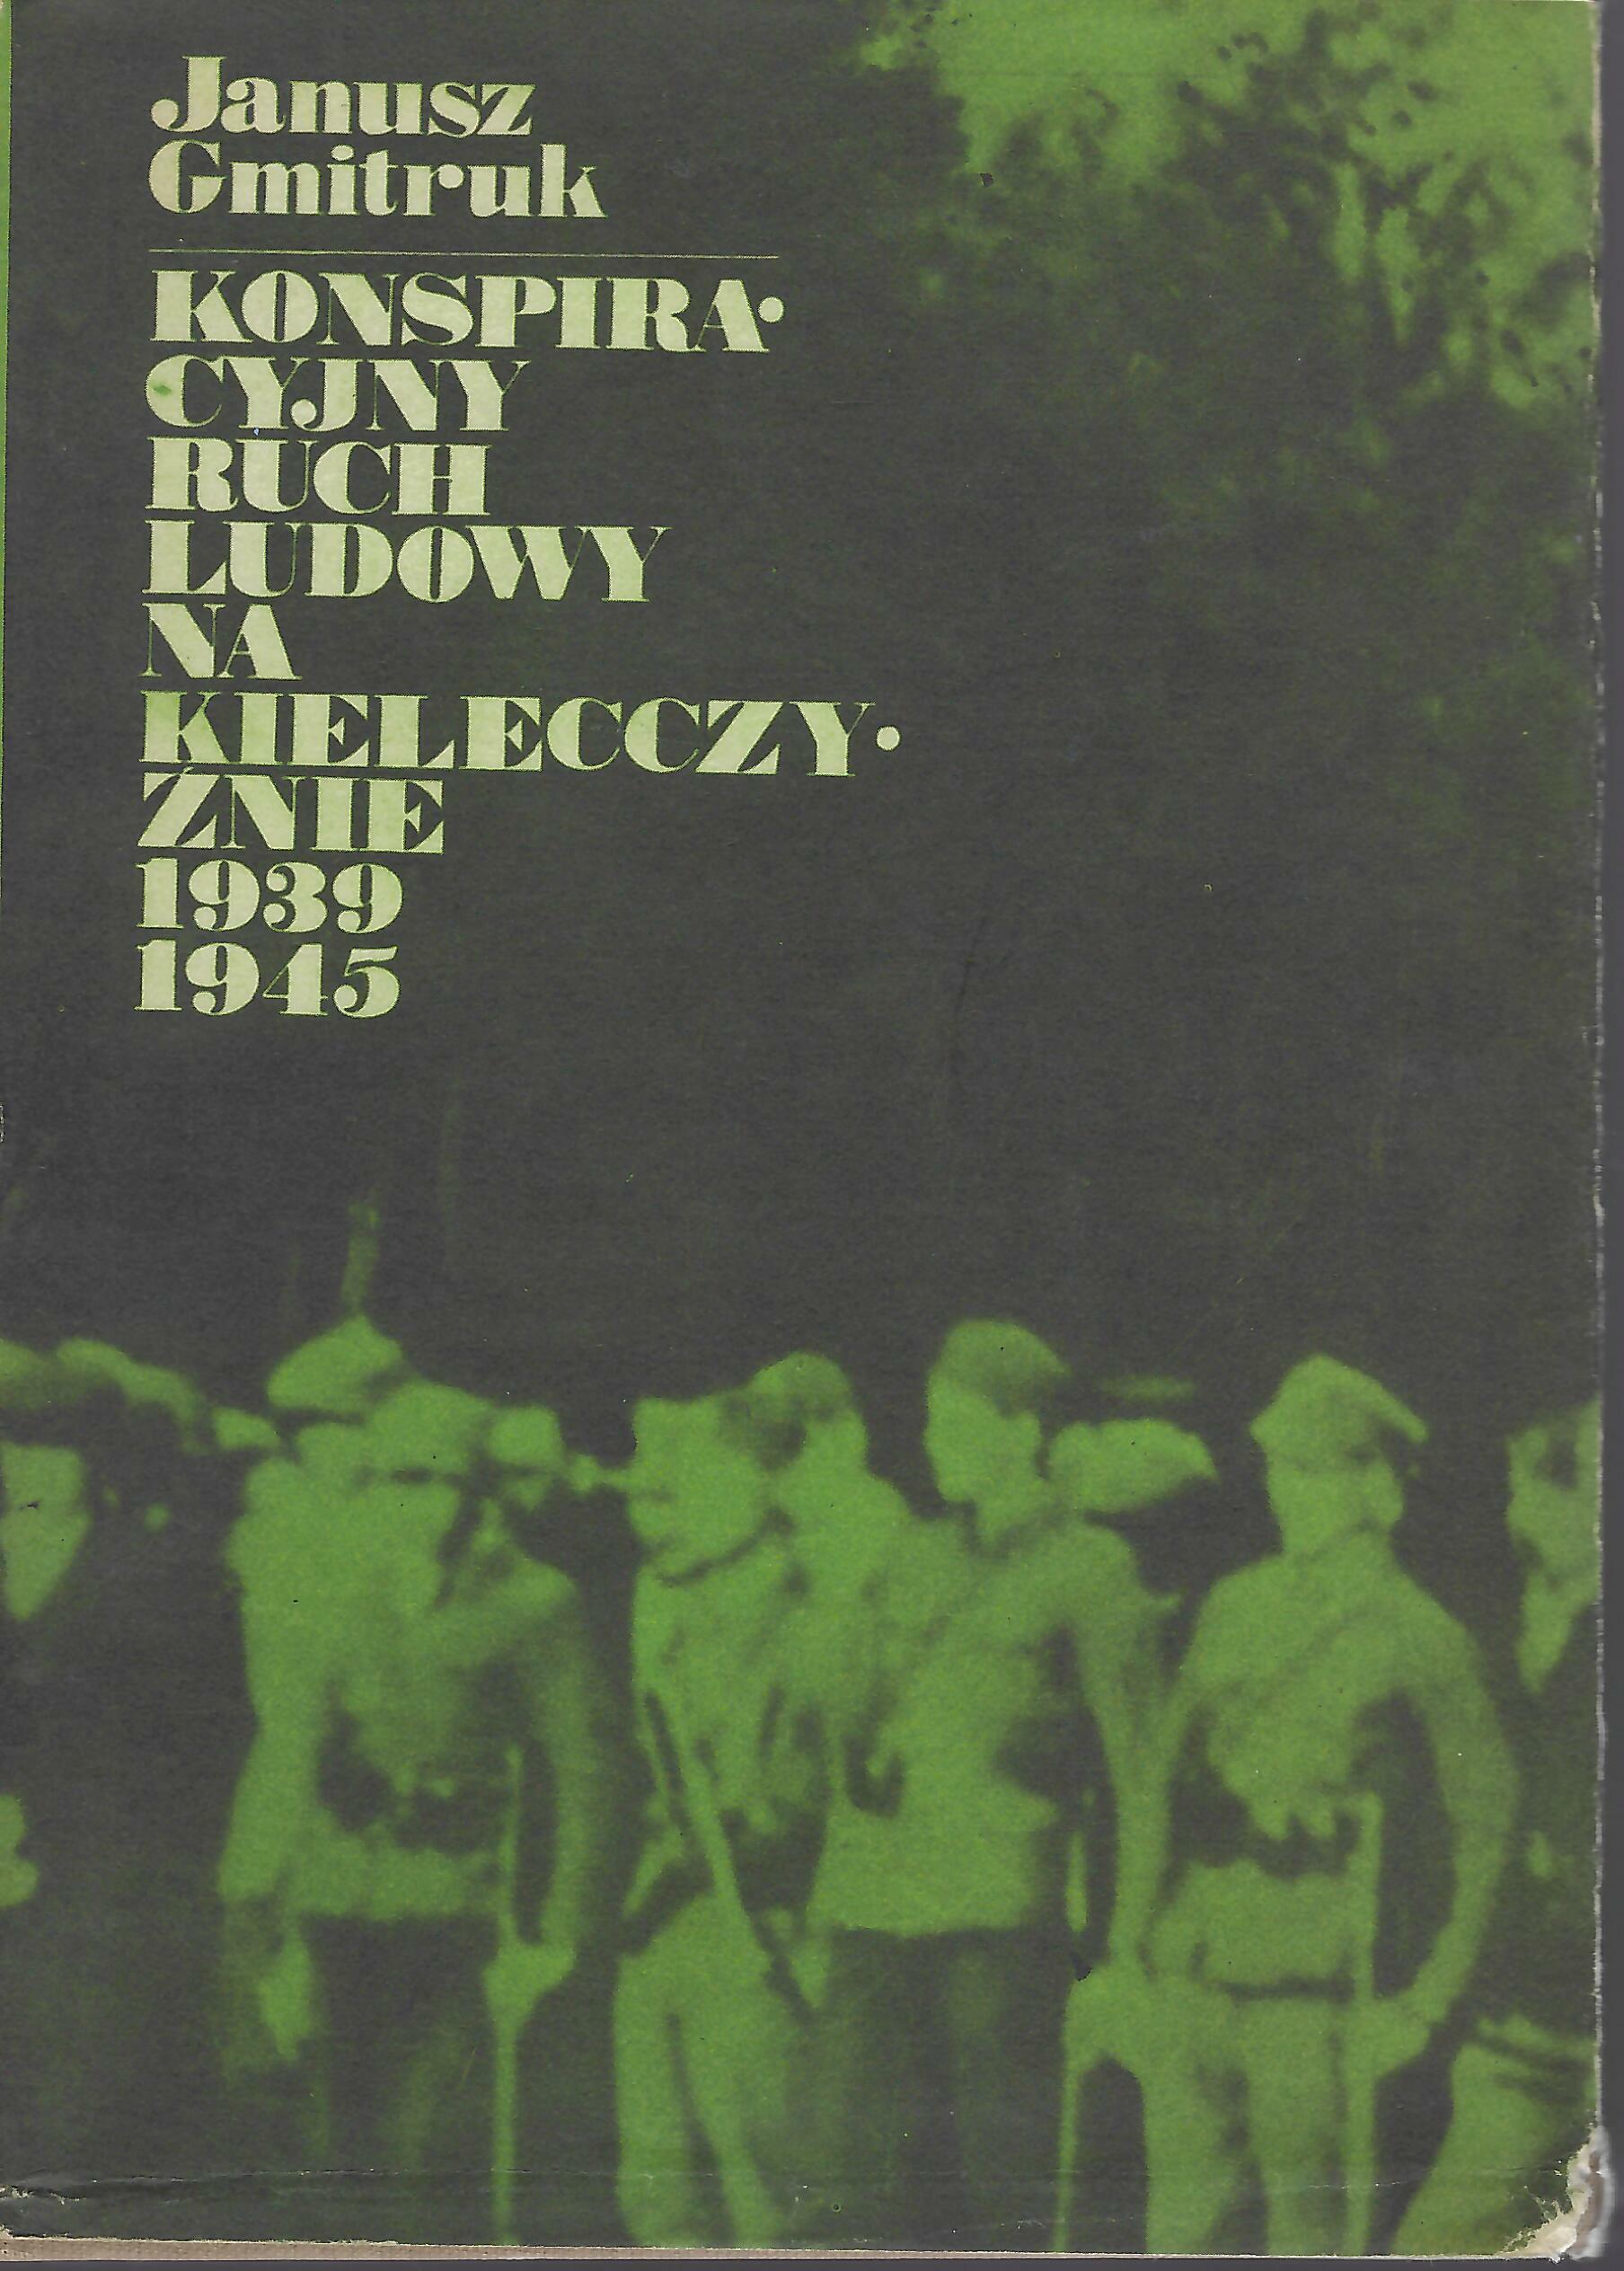 Janusz
Gmitruk
KONSPIRA•
CYJNY
RUCH
LUDOWY
NA
KIELECCZY•
ŹNIE
1939
1945